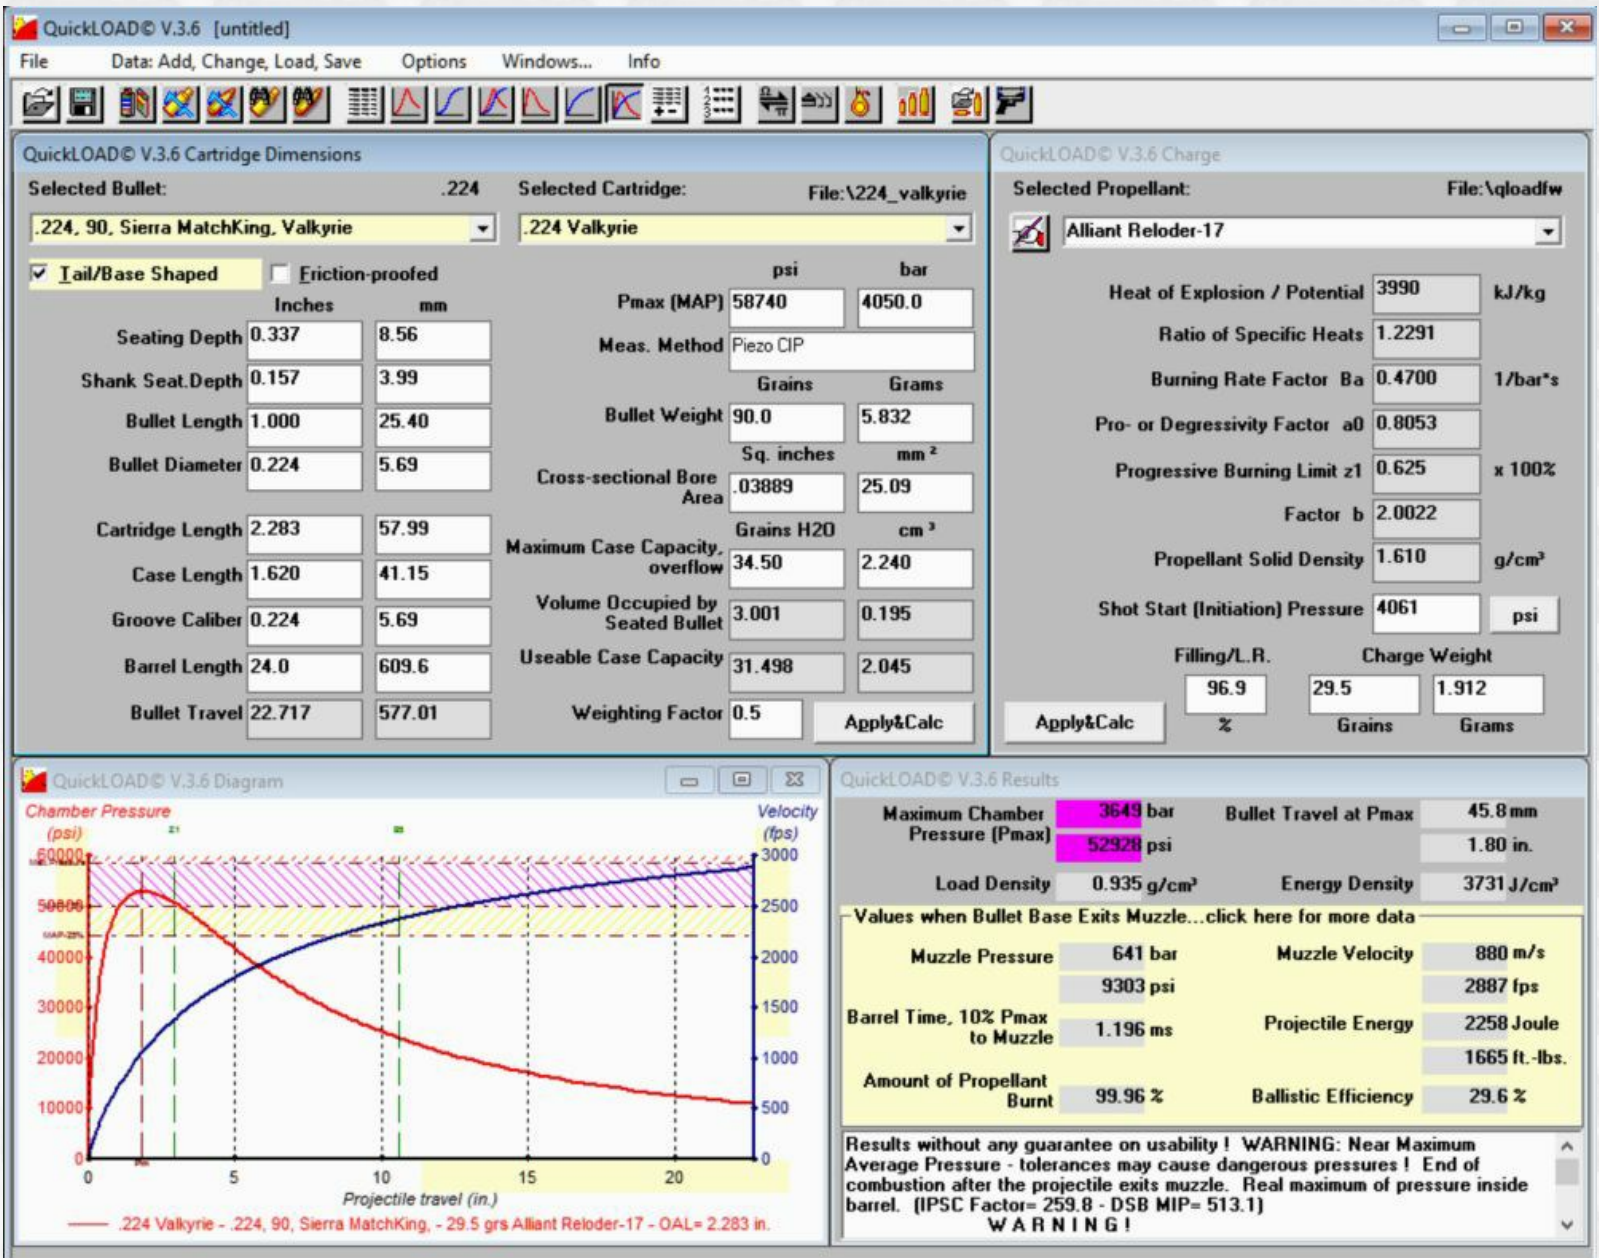 QuickLOAD© V.3.6 [untitled]
File Data: Add, Change, Load, Save Options Windows... Info
QuickLOAD© V.3.6 Cartridge Dimensions
Selected Bullet: .224 Selected Cartridge: File:\224_valkyrie
.224, 90, Sierra MatchKing, Valkyrie .224 Valkyrie
Tail/Base Shaped Friction-proofed
Inches mm
Seating Depth 0.337 8.56
Shank Seat.Depth 0.157 3.99
Bullet Length 1.000 25.40
Bullet Diameter 0.224 5.69
Cartridge Length 2.283 57.99
Case Length 1.620 41.15
Groove Caliber 0.224 5.69
Barrel Length 24.0 609.6
Bullet Travel 22.717 577.01
psi bar
Pmax (MAP) 58740 4050.0
Meas. Method Piezo CIP
Grains Grams
Bullet Weight 90.0 5.832
Sq. inches mm ²
Cross-sectional Bore
Area .03889 25.09
Grains H2O cm ³
Maximum Case Capacity,
overflow 34.50 2.240
Volume Occupied by
Seated Bullet 3.001 0.195
Useable Case Capacity 31.498 2.045
Weighting Factor 0.5 Apply&Calc
QuickLOAD© V.3.6 Charge
Selected Propellant: File:\qloadfw
Alliant Reloder-17
Heat of Explosion / Potential 3990 kJ/kg
Ratio of Specific Heats 1.2291
Burning Rate Factor Ba 0.4700 1/bar*s
Pro- or Degressivity Factor a0 0.8053
Progressive Burning Limit z1 0.625 x 100%
Factor b 2.0022
Propellant Solid Density 1.610 g/cm³
Shot Start (Initiation) Pressure 4061 psi
Filling/L.R. Charge Weight
Apply&Calc 96.9 29.5 1.912
% Grains Grams
QuickLOAD© V.3.6 Diagram
Chamber Pressure Velocity
(psi) (fps)
Z1
60000 3000
50000 2500
40000 2000
30000 1500
20000 1000
10000 500
0 0
0 5 10 15 20
Projectile travel (in.)
.224 Valkyrie - .224, 90, Sierra MatchKing, - 29.5 grs Alliant Reloder-17 - OAL= 2.283 in.
QuickLOAD© V.3.6 Results
Maximum Chamber
Pressure (Pmax) 3649 bar
52928 psi
Bullet Travel at Pmax 45.8 mm
1.80 in.
Load Density 0.935 g/cm³ Energy Density 3731 J/cm³
Values when Bullet Base Exits Muzzle...click here for more data
Muzzle Pressure 641 bar Muzzle Velocity 880 m/s
9303 psi 2887 fps
Barrel Time, 10% Pmax
to Muzzle 1.196 ms Projectile Energy 2258 Joule
1665 ft.-lbs.
Amount of Propellant
Burnt 99.96 % Ballistic Efficiency 29.6 %
Results without any guarantee on usability ! WARNING: Near Maximum
Average Pressure - tolerances may cause dangerous pressures ! End of
combustion after the projectile exits muzzle. Real maximum of pressure inside
barrel. (IPSC Factor= 259.8 - DSB MIP= 513.1)
W A R N I N G !